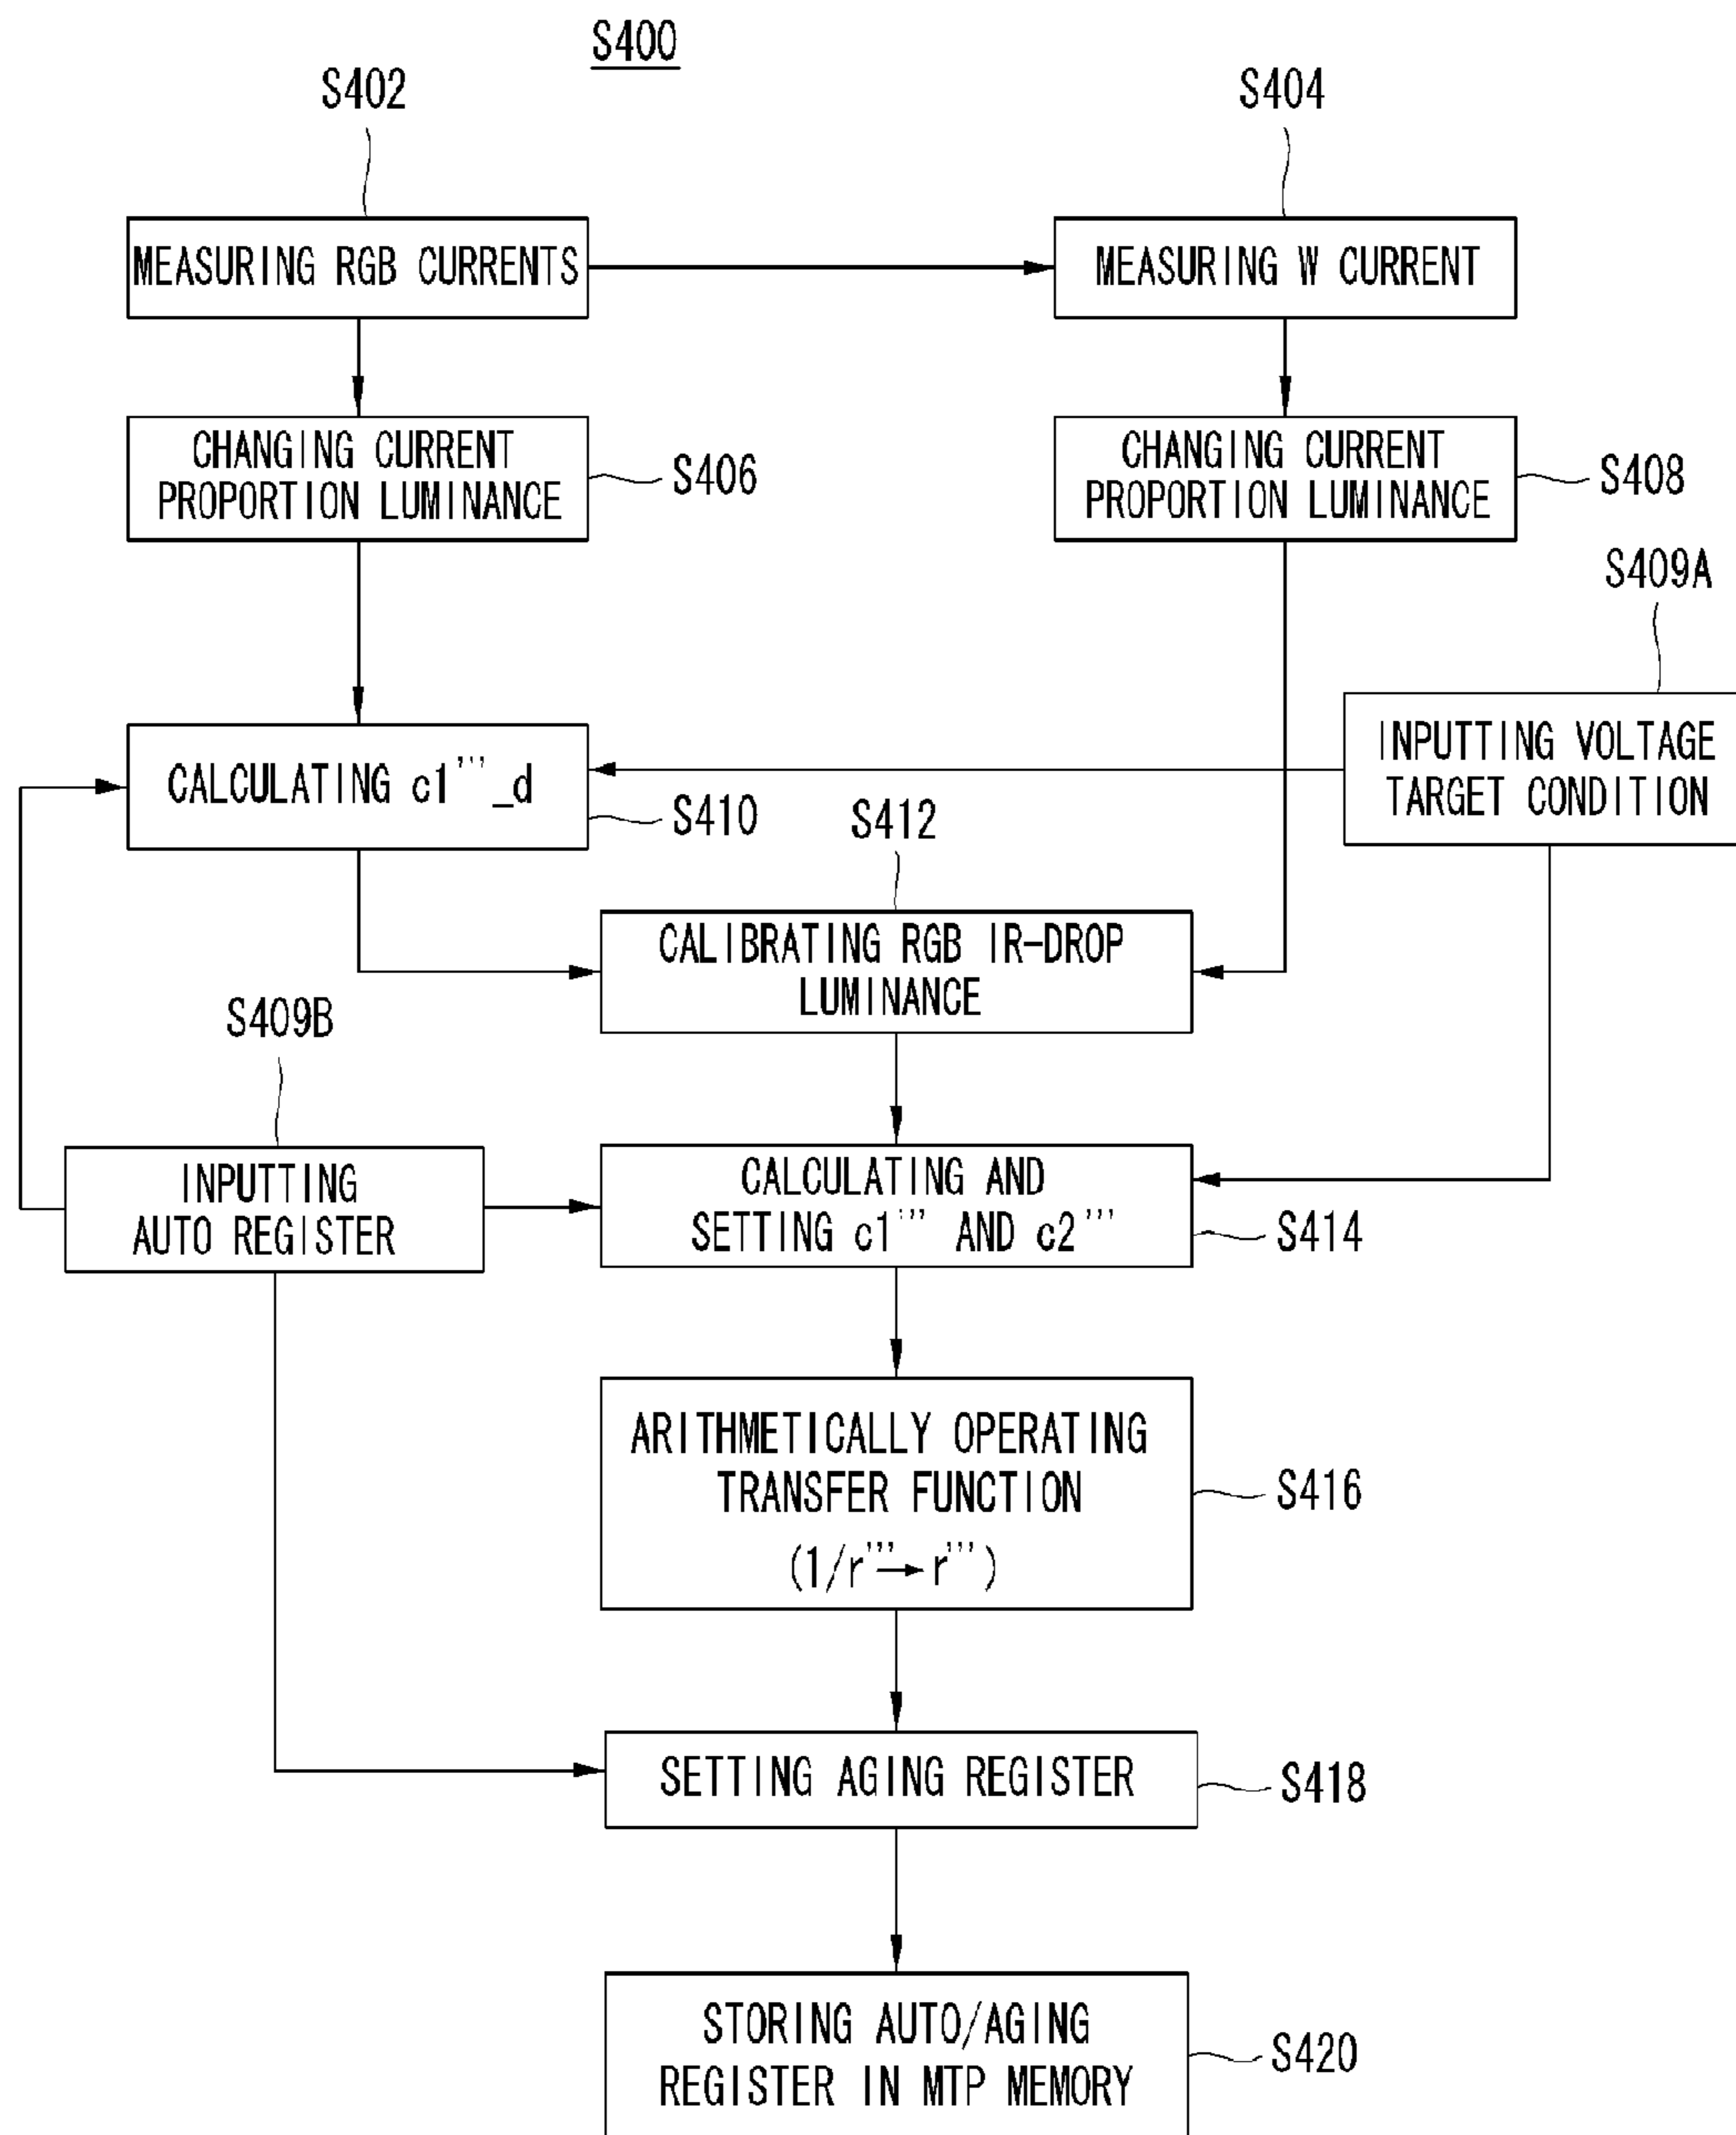 S400
S402
S404
MEASURING RGB CURRENTS
MEASURING W CURRENT
CHANGING CURRENT
PROPORTION LUMINANCE
S406
CHANGING CURRENT
PROPORTION LUMINANCE
S408
S409A
INPUTTING VOLTAGE
TARGET CONDITION
CALCULATING c1'''_d
S410
S412
CALIBRATING RGB IR-DROP
LUMINANCE
S409B
INPUTTING
AUTO REGISTER
CALCULATING AND
SETTING c1''' AND c2'''
S414
ARITHMETICALLY OPERATING
TRANSFER FUNCTION
(1/r'''→r''')
S416
SETTING AGING REGISTER
S418
STORING AUTO/AGING
REGISTER IN MTP MEMORY
S420